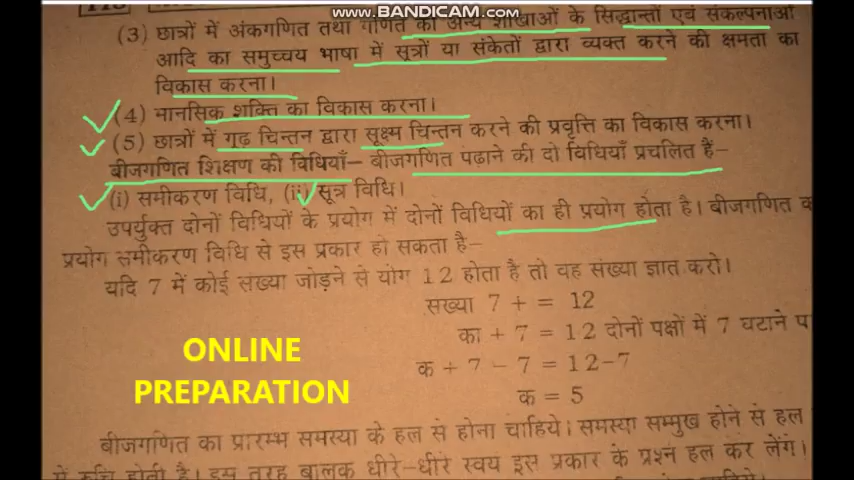 www.BANDICAM.com
(3) छात्रों में अंकगणित तथा गणित की अन्य शाखाओं के सिद्धान्तों एवं संकल्पनाओं
आदि का समुच्चय भाषा में सूत्रों या संकेतों द्वारा व्यक्त करने की क्षमता का
विकास करना।
(4) मानसिक शक्ति का विकास करना।
(5) छात्रों में गूढ़ चिन्तन द्वारा सूक्ष्म चिन्तन करने की प्रवृत्ति का विकास करना।
बीजगणित शिक्षण की विधियाँ– बीजगणित पढ़ाने की दो विधियाँ प्रचलित हैं–
(i) समीकरण विधि, (ii) सूत्र विधि।
उपर्युक्त दोनों विधियों के प्रयोग में दोनों विधियों का ही प्रयोग होता है। बीजगणित
प्रयोग समीकरण विधि से इस प्रकार हो सकता है–
यदि 7 में कोई सख्या जोड़ने से योग 12 होता है तो वह संख्या ज्ञात करो।
सख्या 7 + = 12
का + 7 = 12 दोनों पक्षों में 7 घटाने
क + 7 – 7 = 12–7
क = 5
ONLINE
PREPARATION
बीजगणित का प्रारम्भ समस्या के हल से होना चाहिये। समस्या सम्मुख होने से हल
में रुचि होती है। इस तरह बालक धीरे–धीरे स्वय इस प्रकार के प्रश्न हल कर लेंगे।